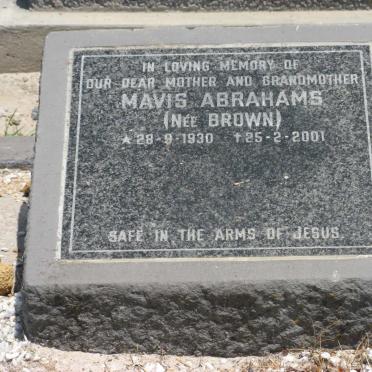 IN LOVING MEMORY OF
OUR DEAR MOTHER AND GRANDMOTHER
MAVIS ABRAHAMS
(NÉE BROWN)
★28-9-1930 †25-2-2001
SAFE IN THE ARMS OF JESUS